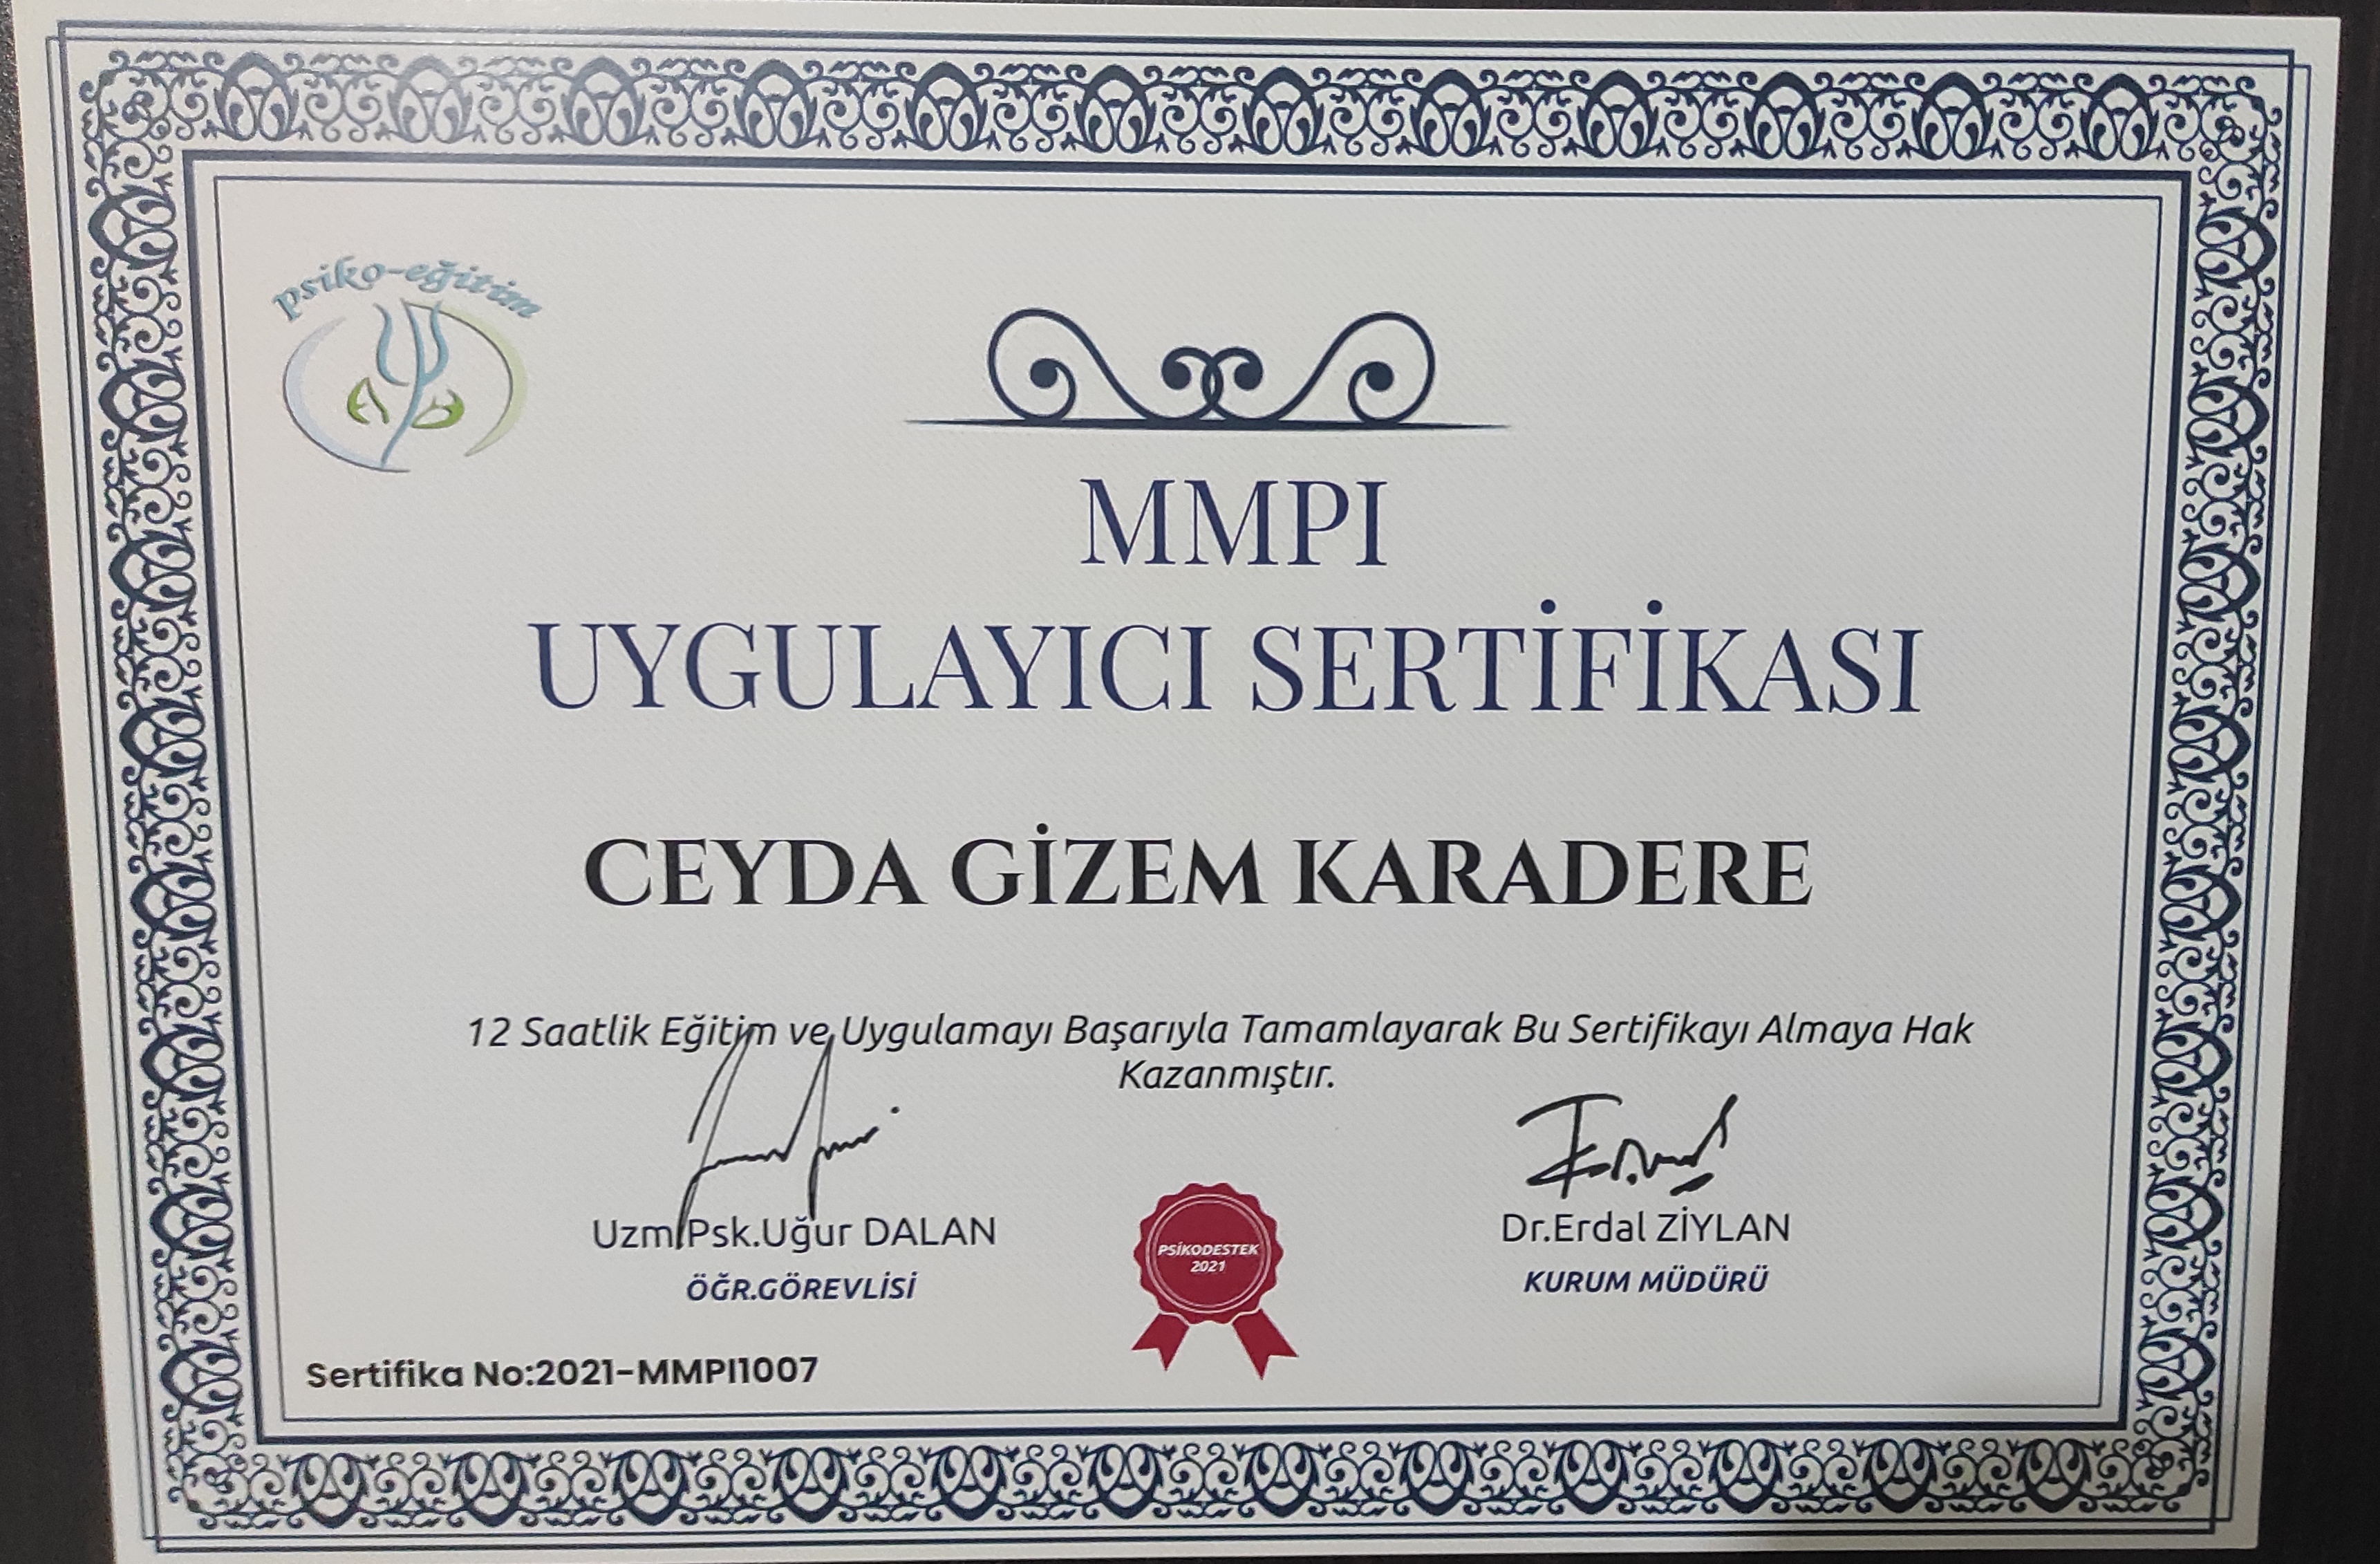 psiko-eğitim
MMPI
UYGULAYICI SERTİFİKASI
CEYDA GİZEM KARADERE
12 Saatlik Eğitim ve Uygulamayı Başarıyla Tamamlayarak Bu Sertifikayı Almaya Hak
Kazanmıştır.
Uzm.Psk.Uğur DALAN
ÖĞR.GÖREVLİSİ
PSİKODESTEK
2021
Dr.Erdal ZİYLAN
KURUM MÜDÜRÜ
Sertifika No:2021-MMPI1007